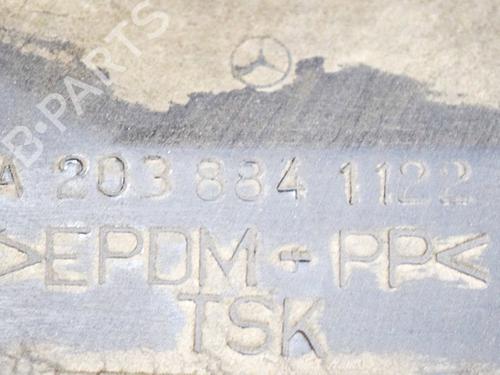 B-PARTS
A 203 884 1122
>EPDM+PP<
TSK